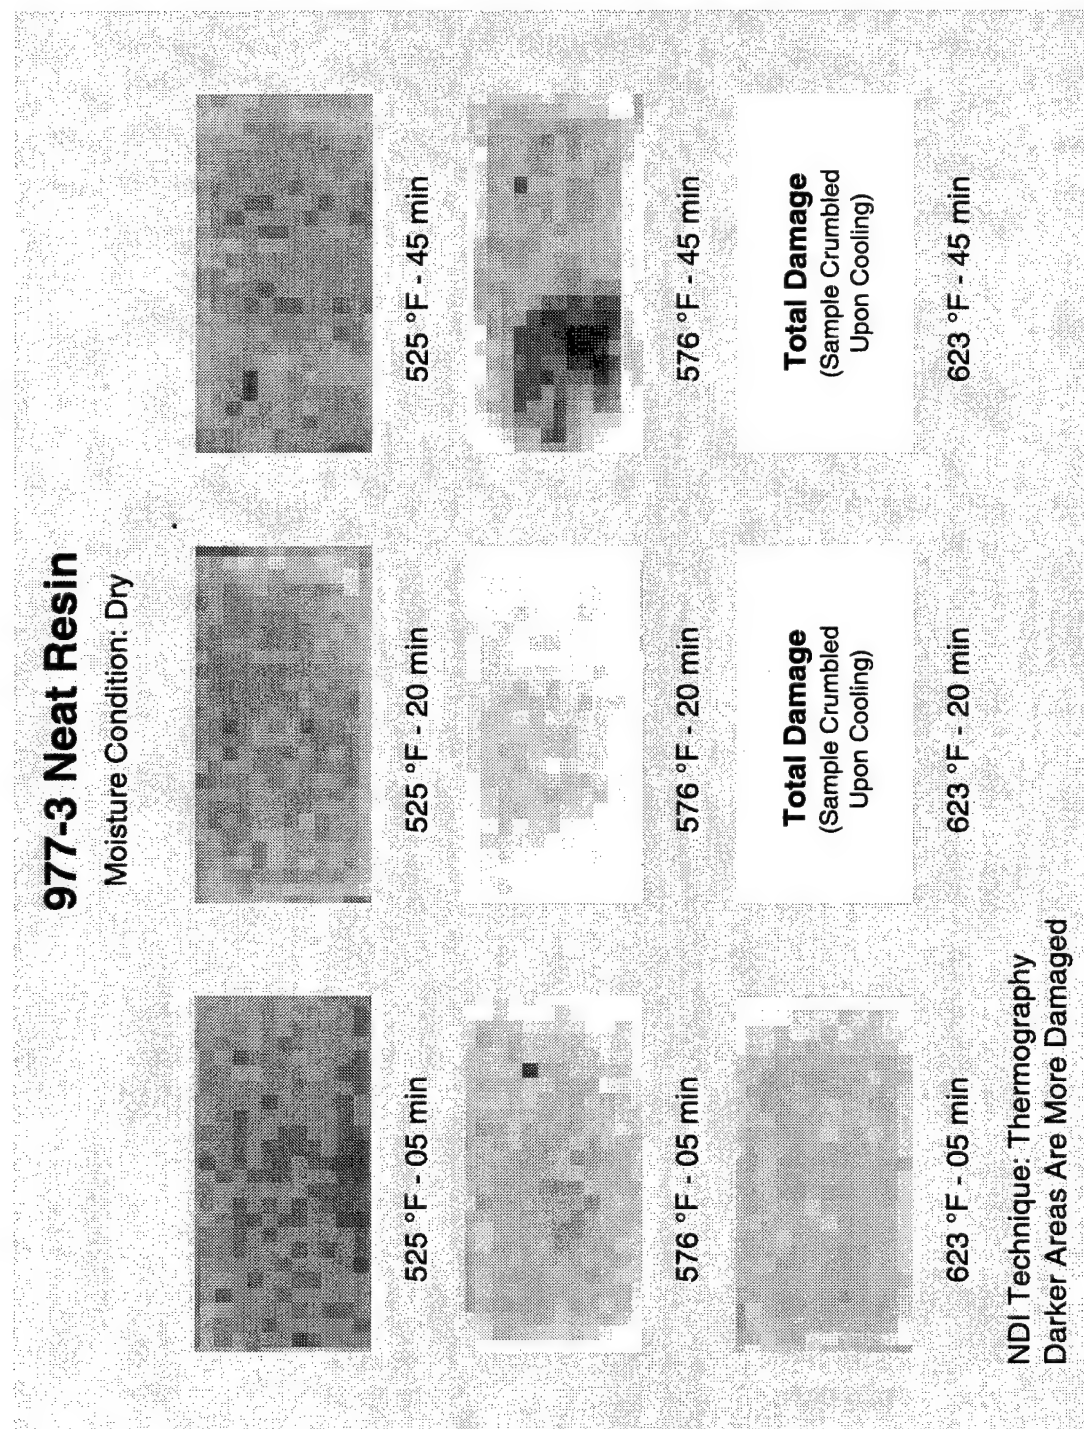 977-3 Neat Resin
Moisture Condition: Dry
525 °F - 05 min
525 °F - 20 min
525 °F - 45 min
576 °F - 05 min
576 °F - 20 min
576 °F - 45 min
Total Damage
(Sample Crumbled
Upon Cooling)
Total Damage
(Sample Crumbled
Upon Cooling)
623 °F - 05 min
623 °F - 20 min
623 °F - 45 min
NDI Technique: Thermography
Darker Areas Are More Damaged